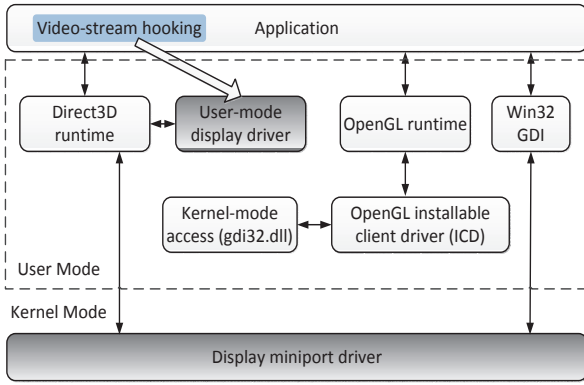 Video-stream hooking
Application
Direct3D
runtime
User-mode
display driver
OpenGL runtime
Win32
GDI
Kernel-mode
access (gdi32.dll)
OpenGL installable
client driver (ICD)
User Mode
Kernel Mode
Display miniport driver